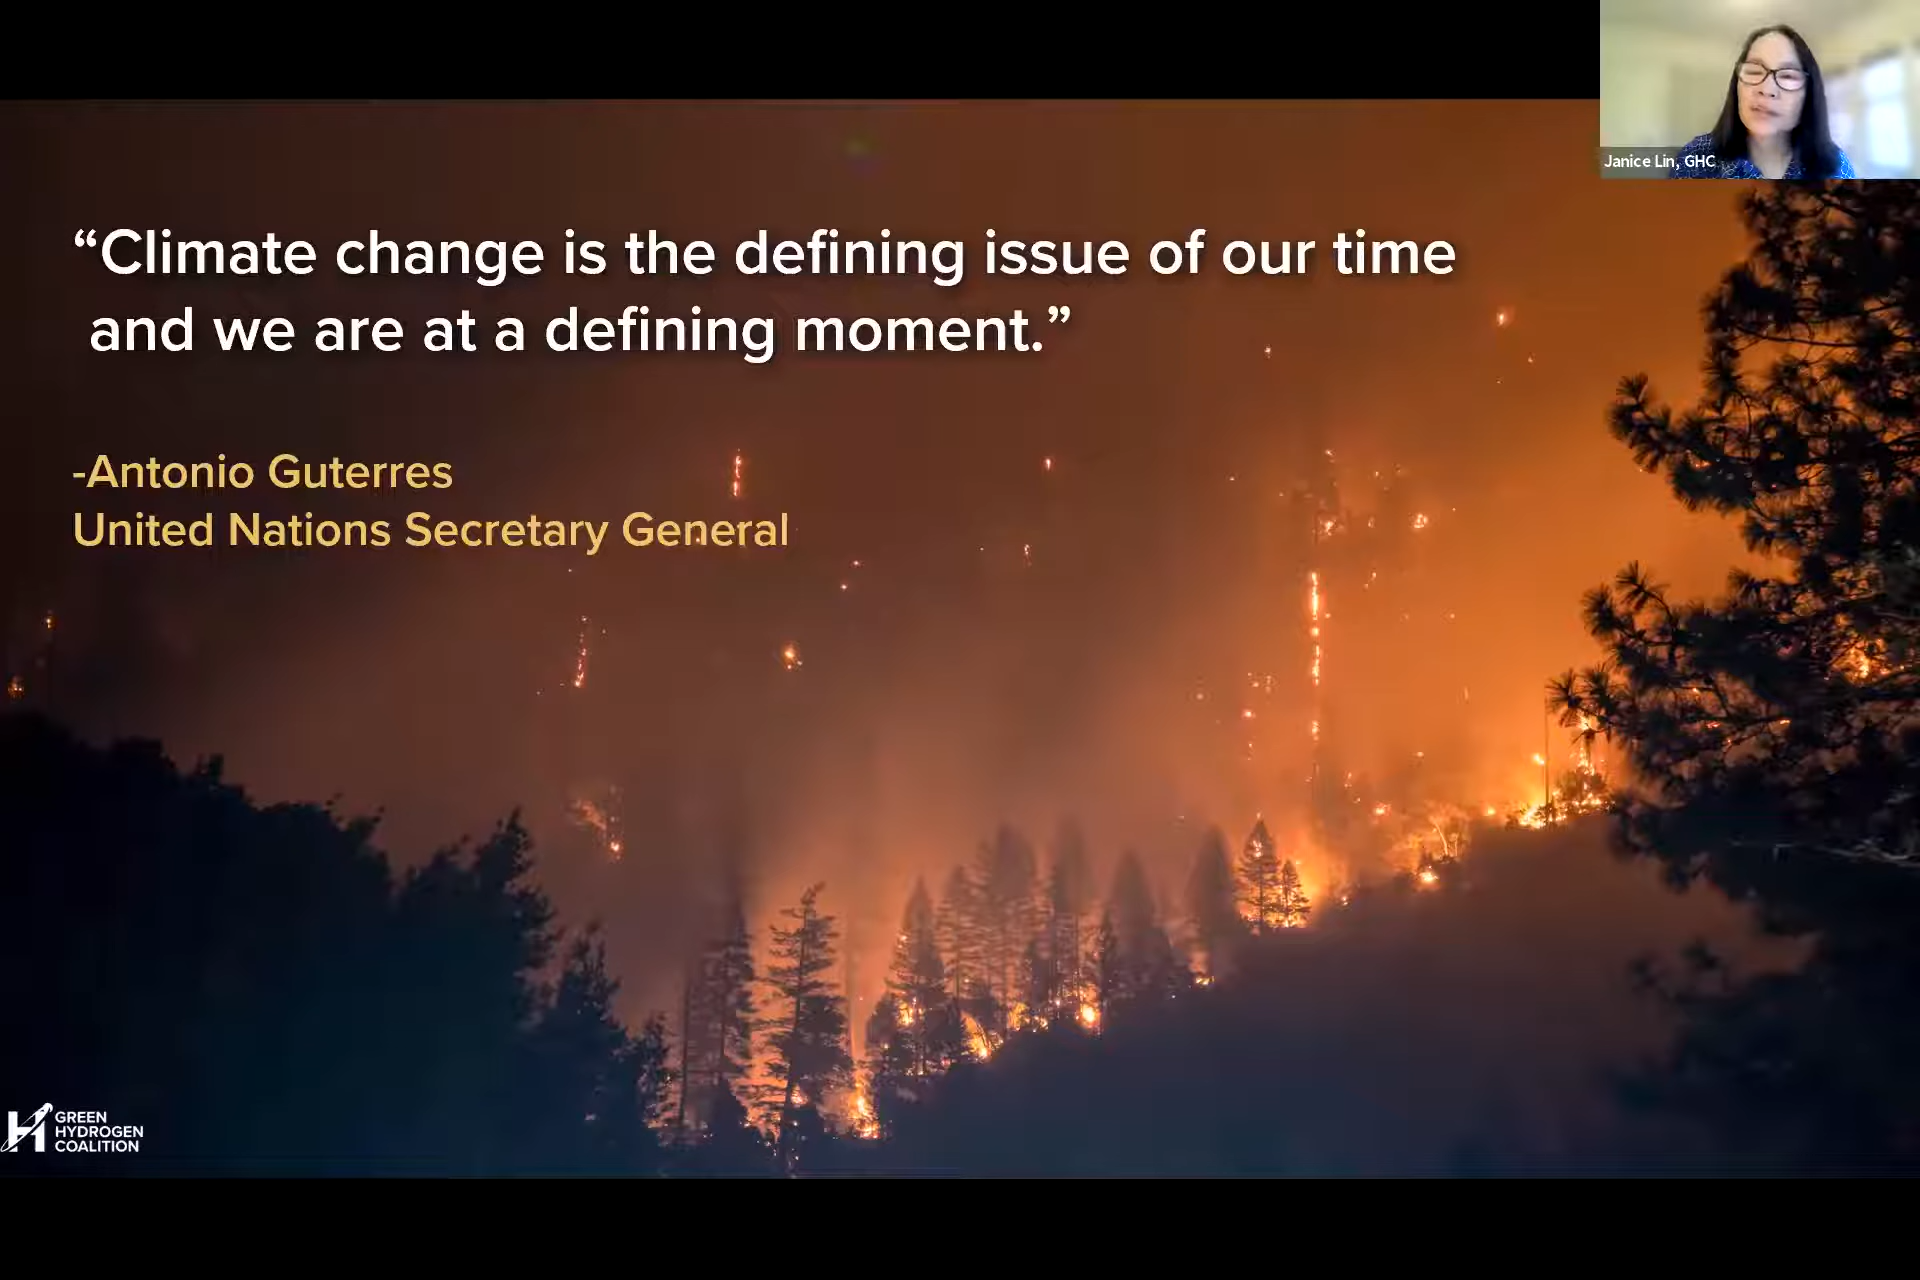 Janice Lin, GHC
“Climate change is the defining issue of our time
and we are at a defining moment.”
-Antonio Guterres
United Nations Secretary General
GREEN
HYDROGEN
COALITION